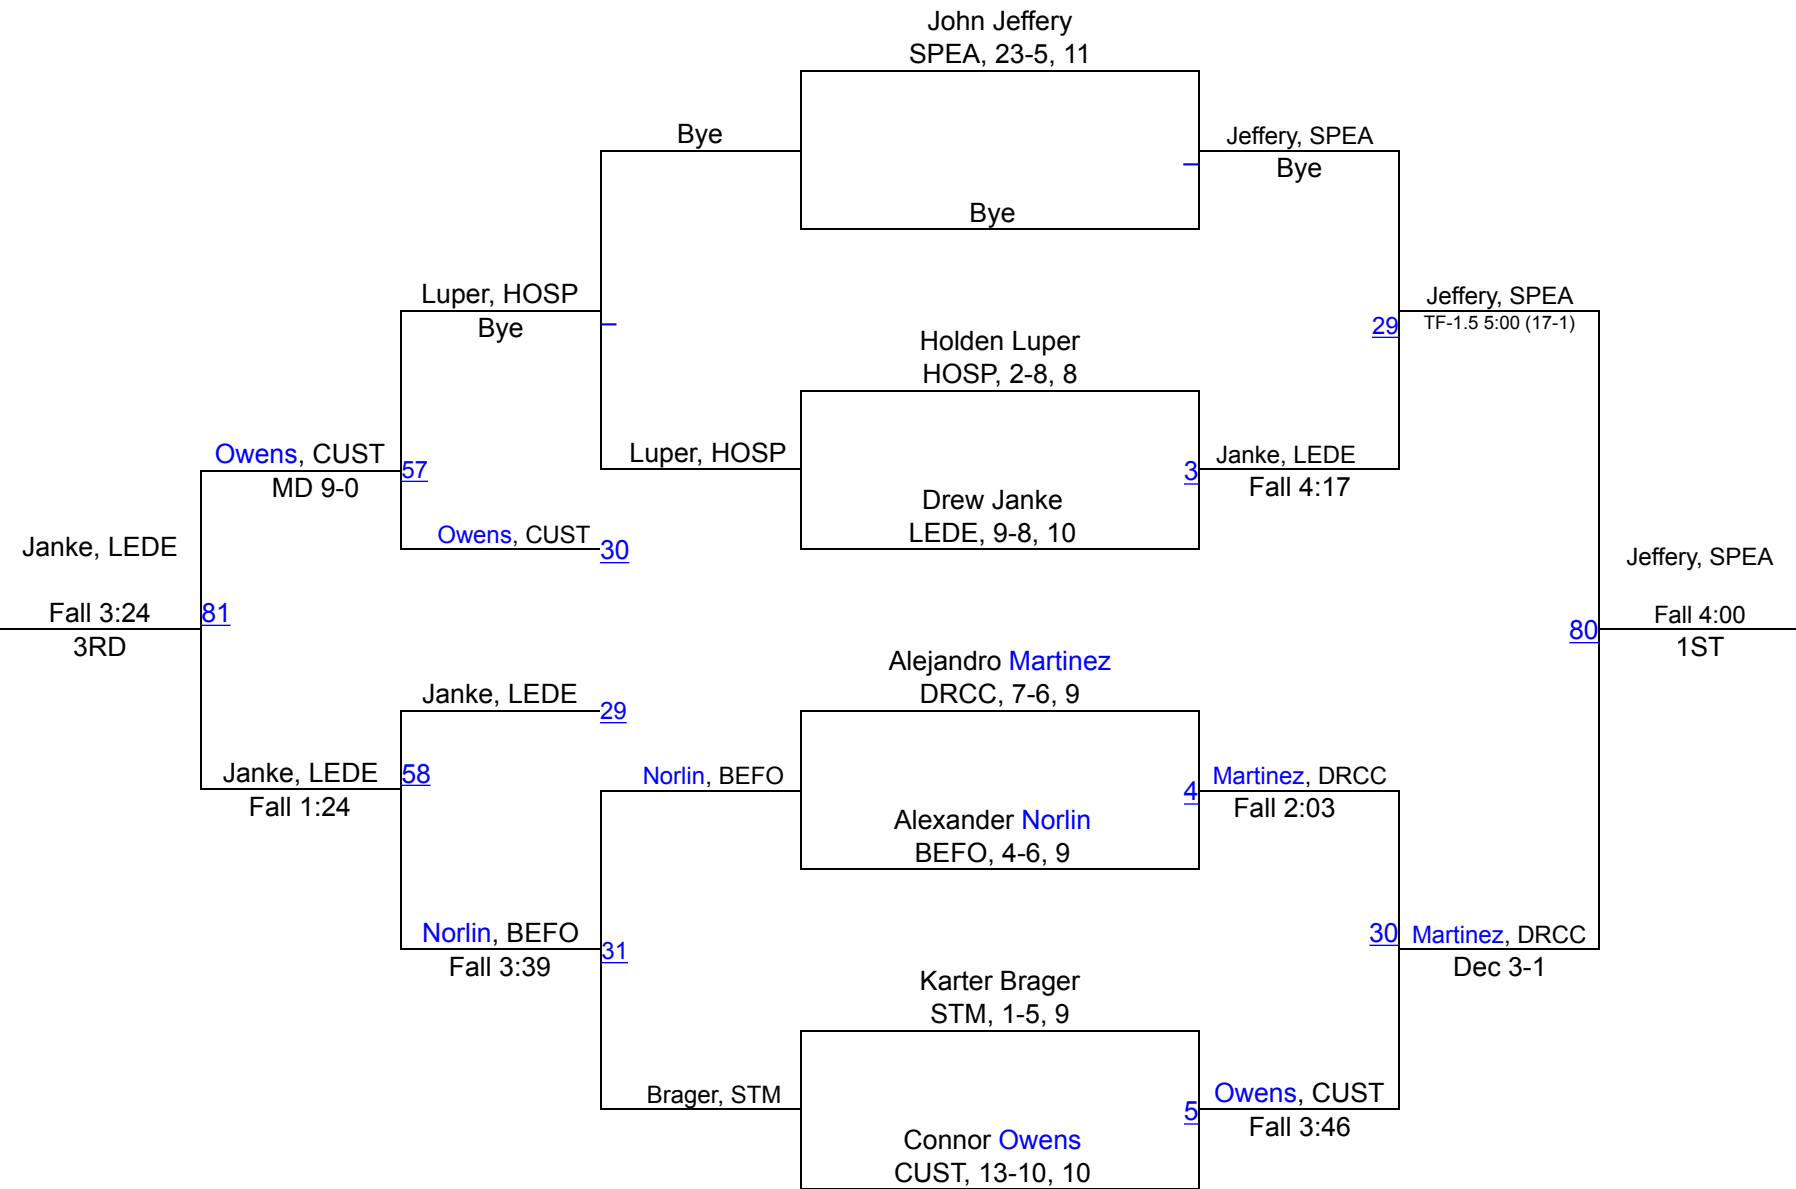 John Jeffery
SPEA, 23-5, 11
Bye
Jeffery, SPEA
Bye
Bye
Luper, HOSP
Bye
Jeffery, SPEA
29
TF-1.5 5:00 (17-1)
Holden Luper
HOSP, 2-8, 8
Owens, CUST
57
MD 9-0
Luper, HOSP
3
Janke, LEDE
Fall 4:17
Drew Janke
LEDE, 9-8, 10
Owens, CUST
30
Janke, LEDE
Jeffery, SPEA
Fall 3:24
81
3RD
80
Fall 4:00
1ST
Alejandro Martinez
DRCC, 7-6, 9
Janke, LEDE
29
Janke, LEDE
58
Fall 1:24
Norlin, BEFO
4
Martinez, DRCC
Fall 2:03
Alexander Norlin
BEFO, 4-6, 9
Norlin, BEFO
31
Fall 3:39
30
Martinez, DRCC
Dec 3-1
Karter Brager
STM, 1-5, 9
Brager, STM
5
Owens, CUST
Fall 3:46
Connor Owens
CUST, 13-10, 10